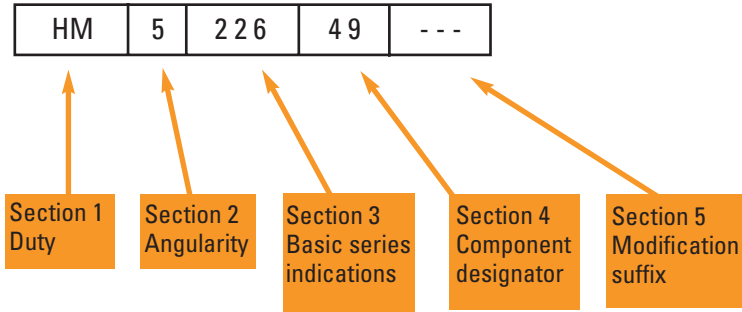 HM 5 226 49 ---
Section 1
Duty
Section 2
Angularity
Section 3
Basic series
indications
Section 4
Component
designator
Section 5
Modification
suffix